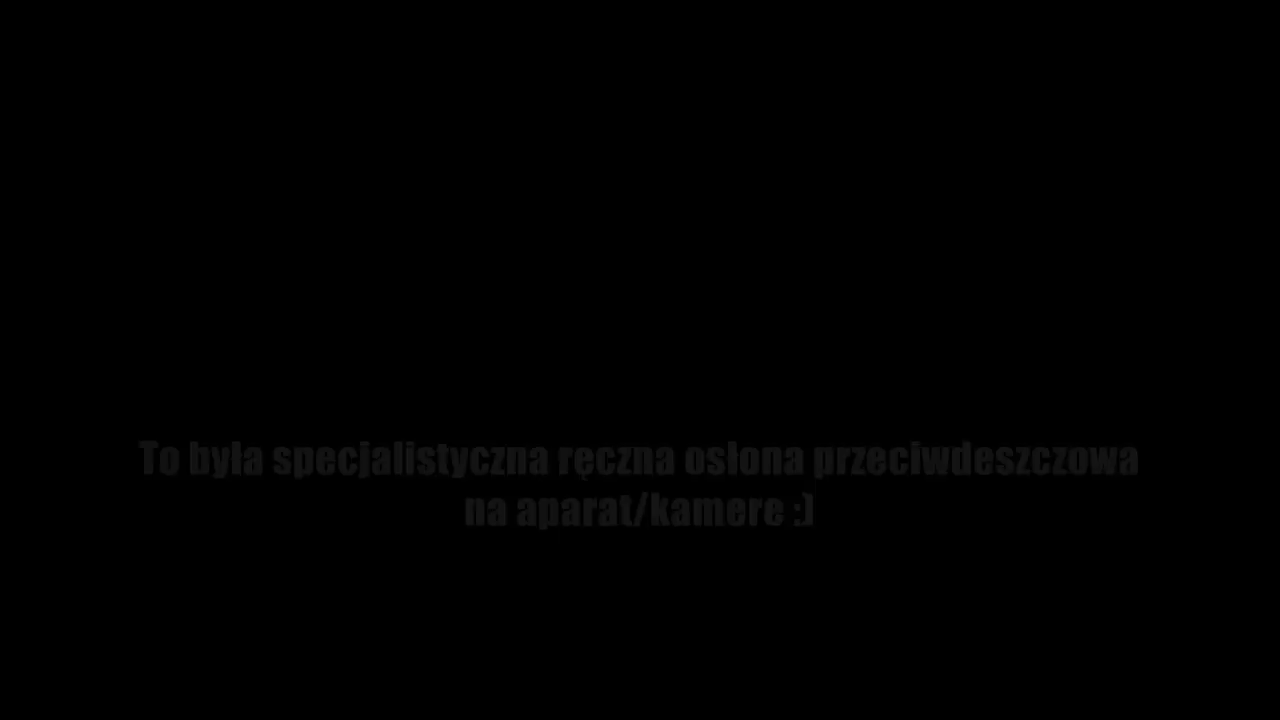 To była specjalistyczna ręczna osłona przeciwdeszczowa
na aparat/kamere ;)